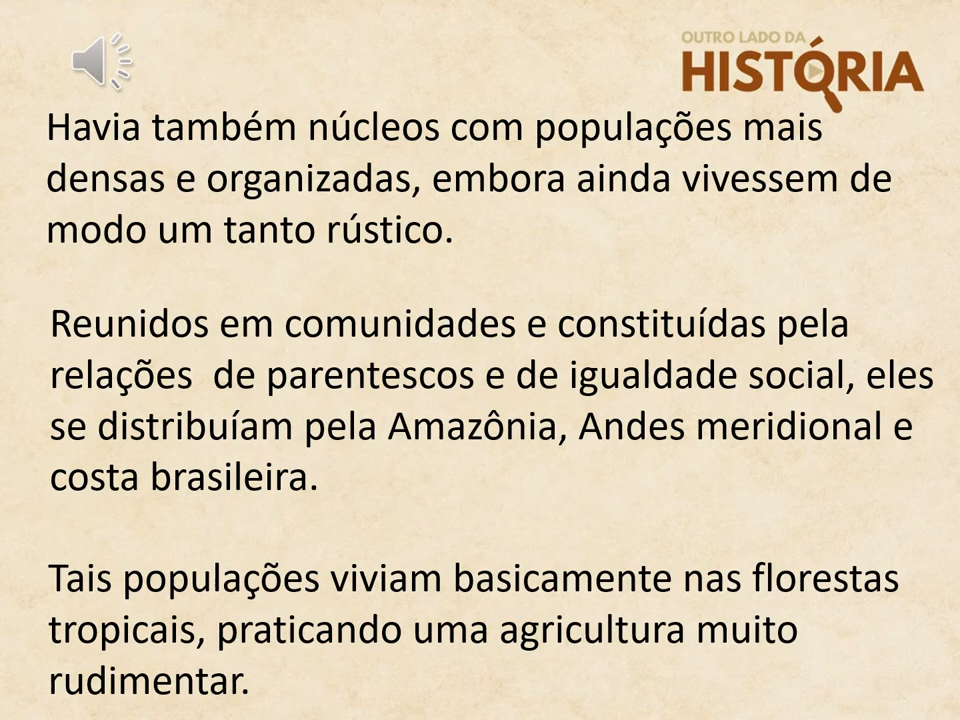 OUTRO LADO DA
HISTÓRIA
Havia também núcleos com populações mais
densas e organizadas, embora ainda vivessem de
modo um tanto rústico.
Reunidos em comunidades e constituídas pela
relações  de parentescos e de igualdade social, eles
se distribuíam pela Amazônia, Andes meridional e
costa brasileira.
Tais populações viviam basicamente nas florestas
tropicais, praticando uma agricultura muito
rudimentar.